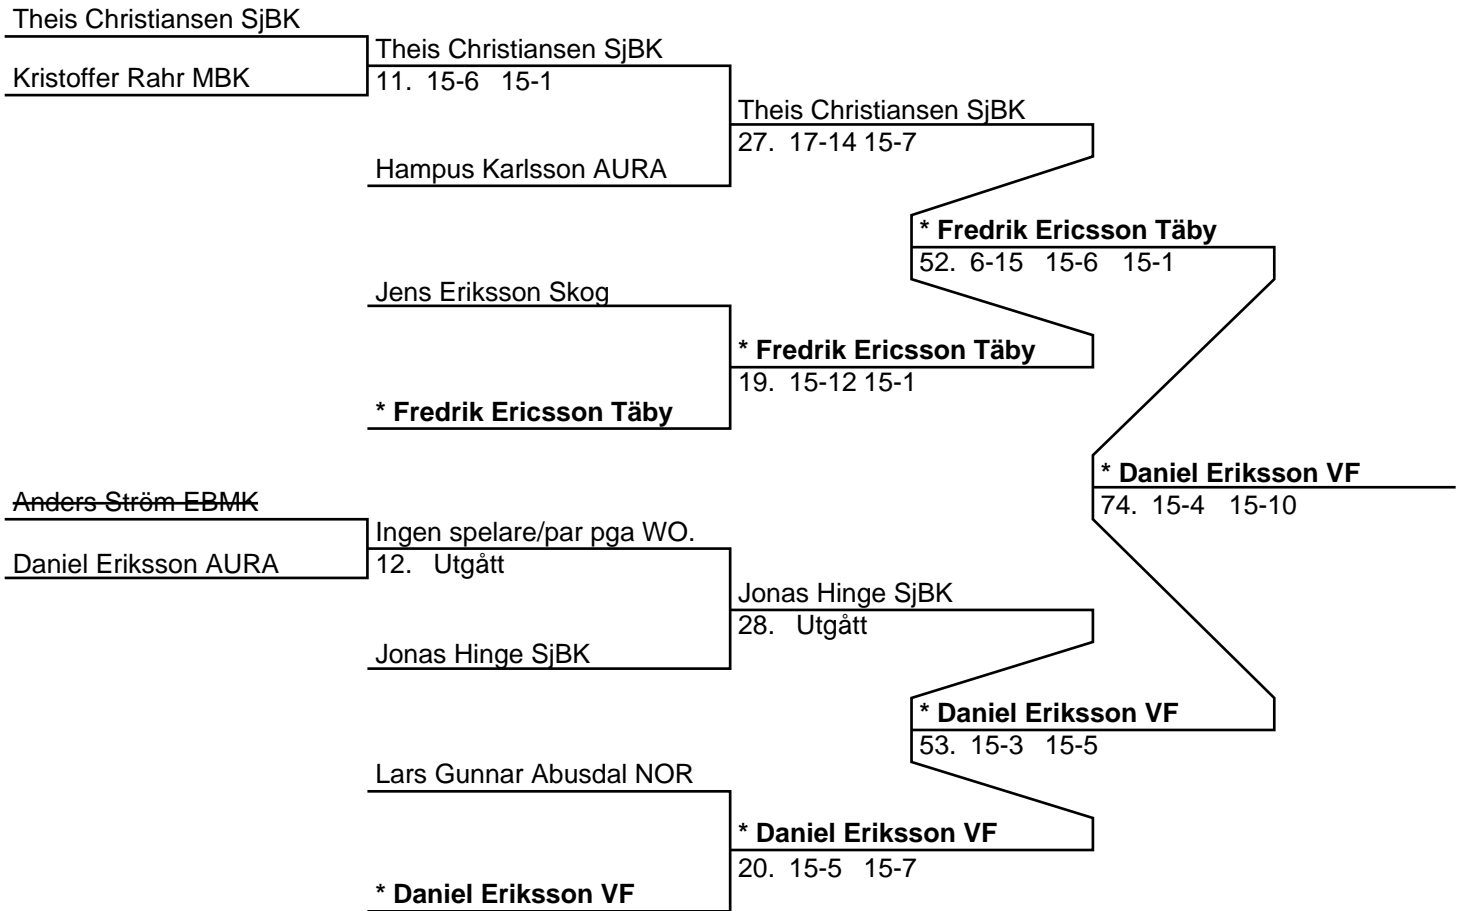 Theis Christiansen SjBK
Kristoffer Rahr MBK
Theis Christiansen SjBK
11. 15-6 15-1
Hampus Karlsson AURA
Theis Christiansen SjBK
27. 17-14 15-7
Jens Eriksson Skog
* Fredrik Ericsson Täby
* Fredrik Ericsson Täby
19. 15-12 15-1
* Fredrik Ericsson Täby
52. 6-15 15-6 15-1
Anders Ström EBMK
Daniel Eriksson AURA
Ingen spelare/par pga WO.
12. Utgått
Jonas Hinge SjBK
Jonas Hinge SjBK
28. Utgått
Lars Gunnar Abusdal NOR
* Daniel Eriksson VF
* Daniel Eriksson VF
20. 15-5 15-7
* Daniel Eriksson VF
53. 15-3 15-5
* Daniel Eriksson VF
74. 15-4 15-10